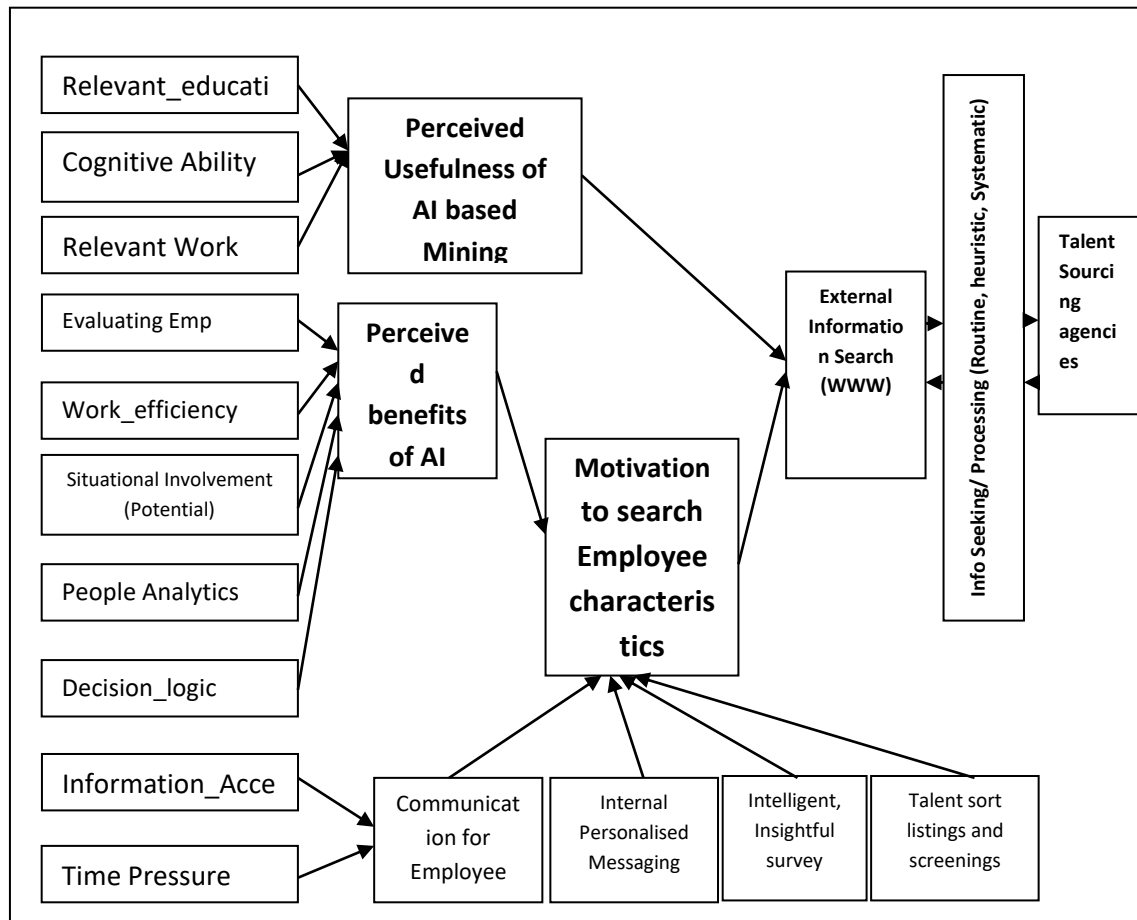 Relevant_educati
Cognitive Ability
Relevant Work
Evaluating Emp
Work_efficiency
Situational Involvement
(Potential)
People Analytics
Decision_logic
Information_Acce
Time Pressure
Perceived
Usefulness of
AI based
Mining
Perceive
d
benefits
of AI
Motivation
to search
Employee
characteris
tics
Communicat
ion for
Employee
Internal
Personalised
Messaging
Intelligent,
Insightful
survey
Talent sort
listings and
screenings
External
Informatio
n Search
(WWW)
Info Seeking/ Processing (Routine, heuristic, Systematic)
Talent
Sourci
ng
agenci
es